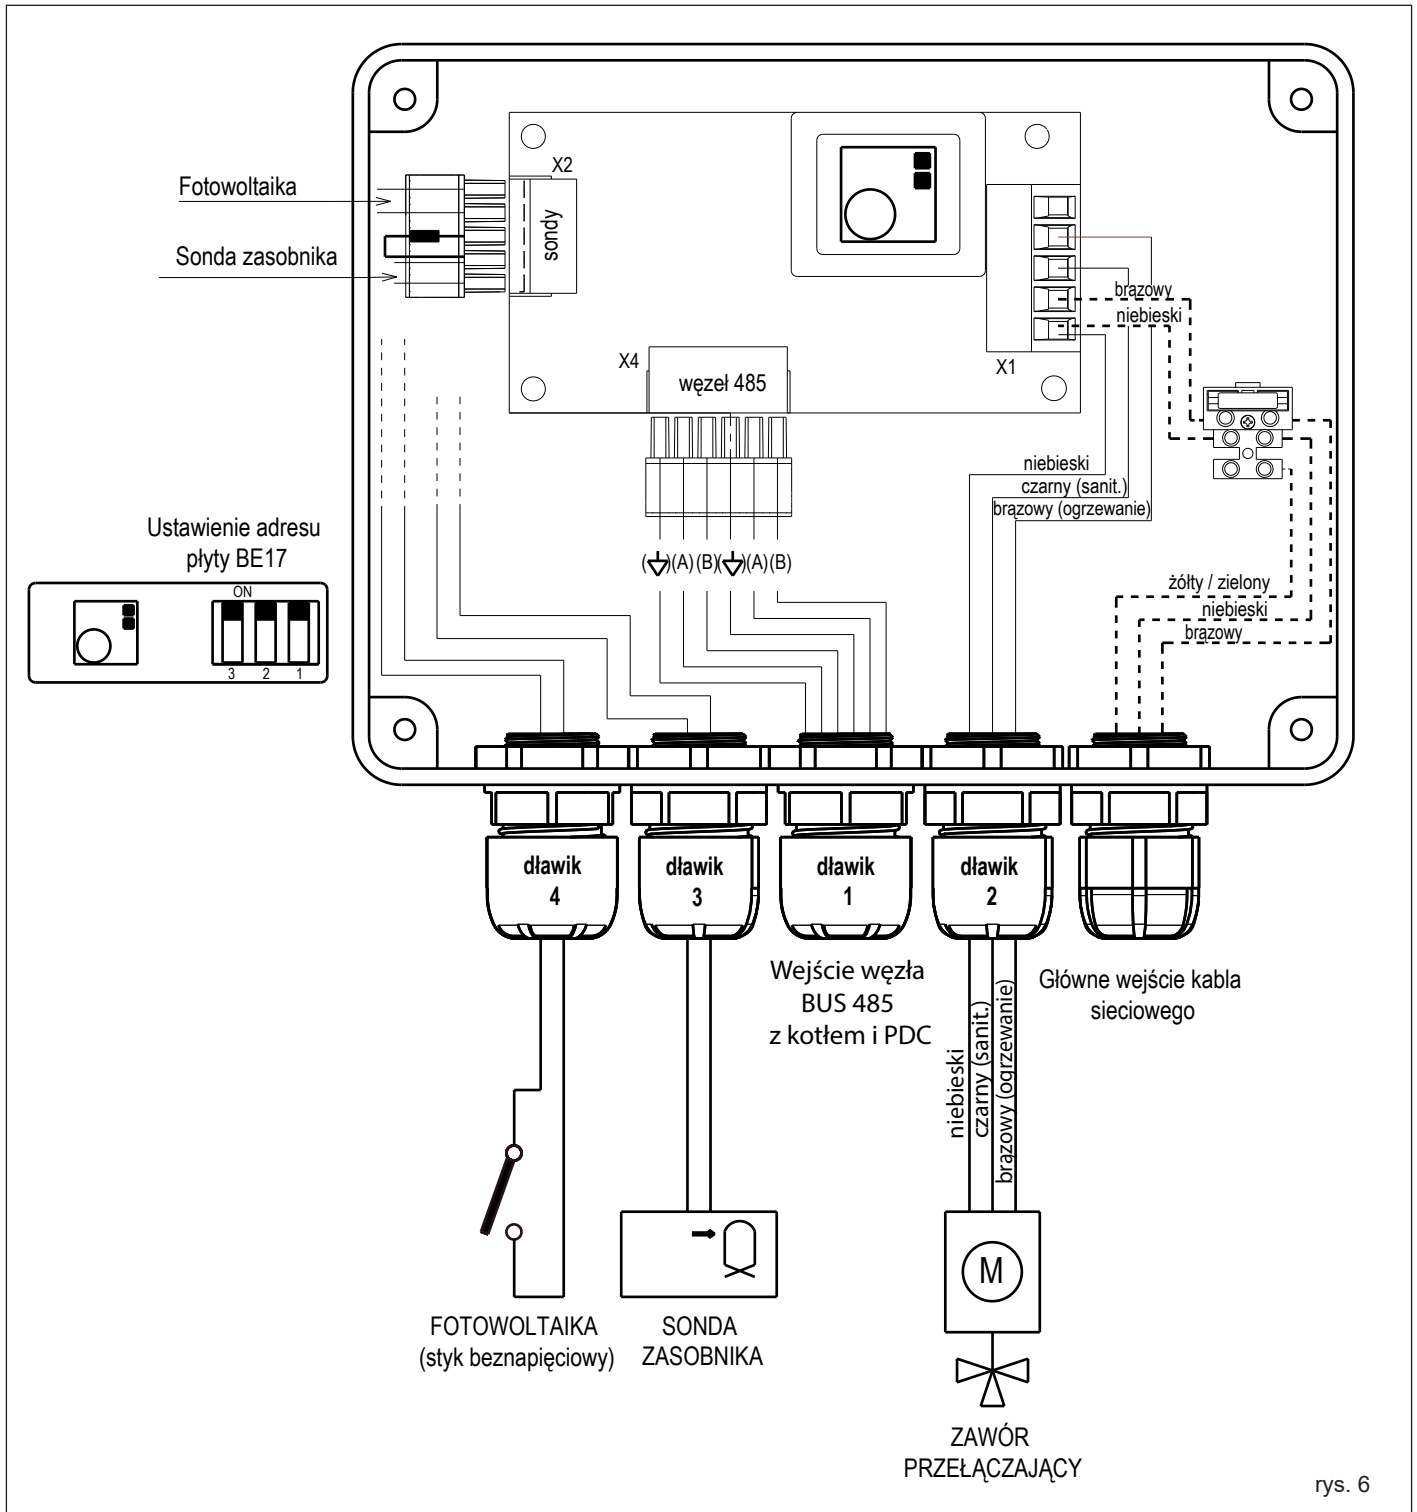 Fotowoltaika
Sonda zasobnika
X2
sondy
X4
węzeł 485
X1
brązowy
niebieski
niebieski
czarny (sanit.)
brązowy (ogrzewanie)
( )(A)(B)( )(A)(B)
żółty / zielony
niebieski
brązowy
Ustawienie adresu
płyty BE17
ON
3 2 1
dławik
4
dławik
3
dławik
1
dławik
2
Wejście węzła
BUS 485
z kotłem i PDC
Główne wejście kabla
sieciowego
niebieski
czarny (sanit.)
brązowy (ogrzewanie)
M
FOTOWOLTAIKA
(styk beznapięciowy)
SONDA
ZASOBNIKA
ZAWÓR
PRZEŁĄCZAJĄCY
rys. 6